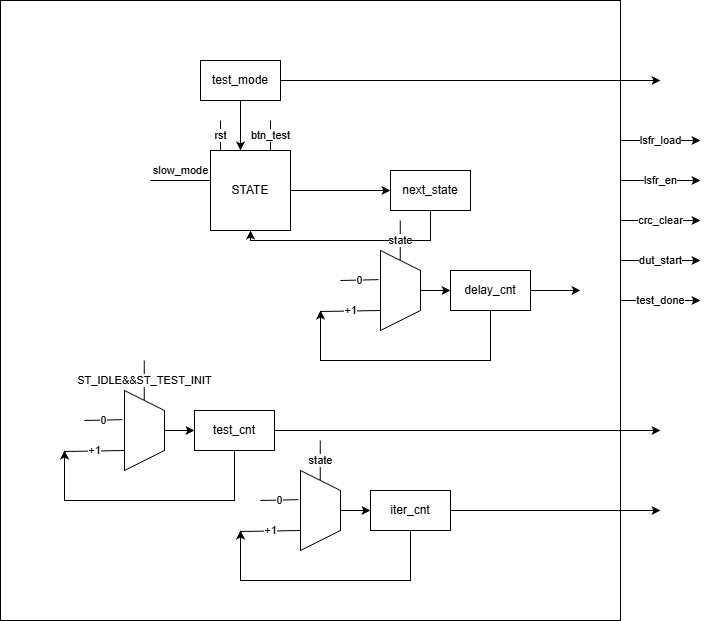 test_mode
rst
btn_test
lsfr_load
slow_mode
STATE
next_state
lsfr_en
crc_clear
state
dut_start
0
delay_cnt
test_done
+1
ST_IDLE&&ST_TEST_INIT
0
test_cnt
+1
state
0
iter_cnt
+1